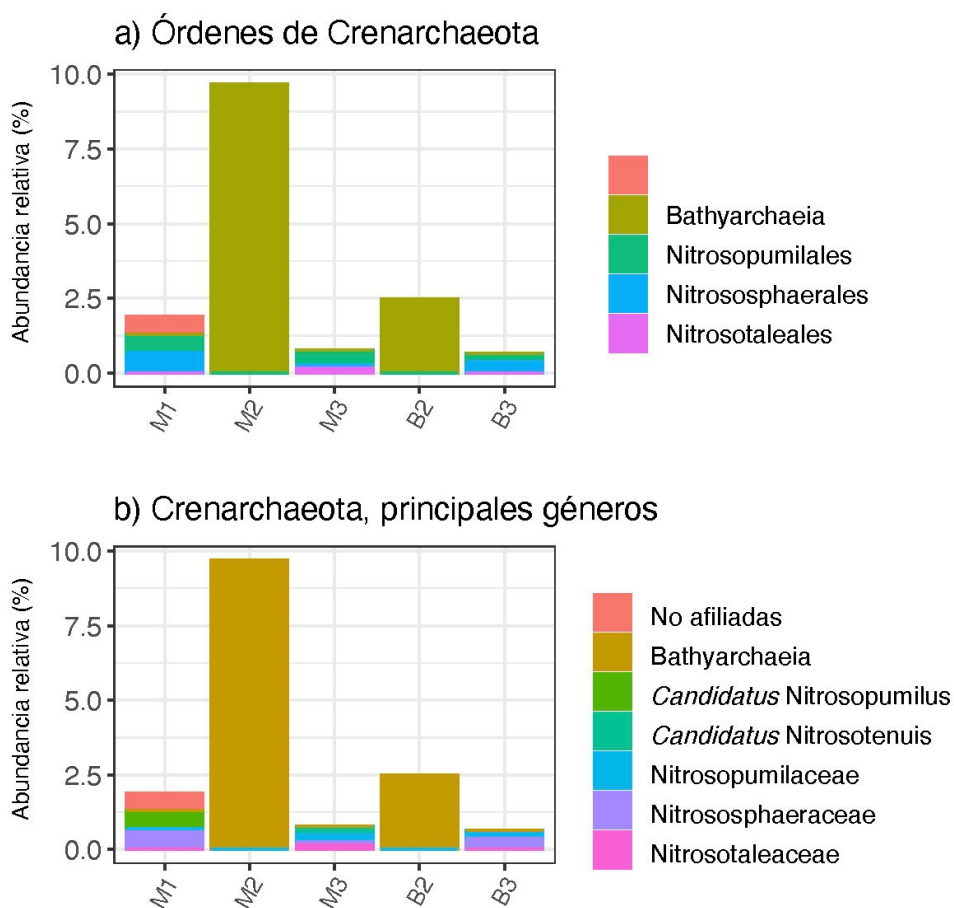 a) Órdenes de Crenarchaeota
Abundancia relativa (%)
10.0
7.5
5.0
2.5
0.0
M1
M2
M3
B2
B3
Bathyarchaeia
Nitrosopumilales
Nitrososphaerales
Nitrosotaleales
b) Crenarchaeota, principales géneros
Abundancia relativa (%)
10.0
7.5
5.0
2.5
0.0
M1
M2
M3
B2
B3
No afiliadas
Bathyarchaeia
Candidatus Nitrosopumilus
Candidatus Nitrosotenuis
Nitrosopumilaceae
Nitrososphaeraceae
Nitrosotaleaceae